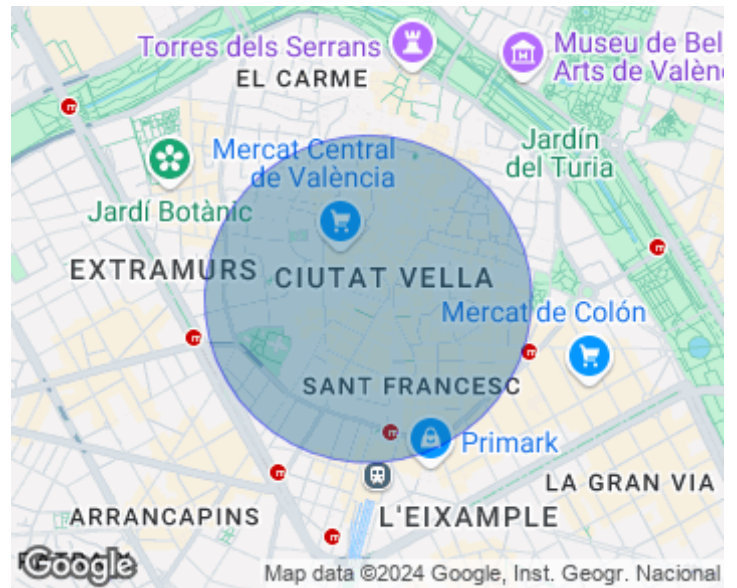 Torres dels Serrans
Museu de Bel
Arts de Valèn
EL CARME
Mercat Central
de València
Jardín
del Turia
Jardí Botànic
EXTRAMURS
CIUTAT VELLA
Mercat de Colón
SANT FRANCESC
Primark
LA GRAN VIA
ARRANCAPINS
L'EIXAMPLE
Google
Map data ©2024 Google, Inst. Geogr. Nacional